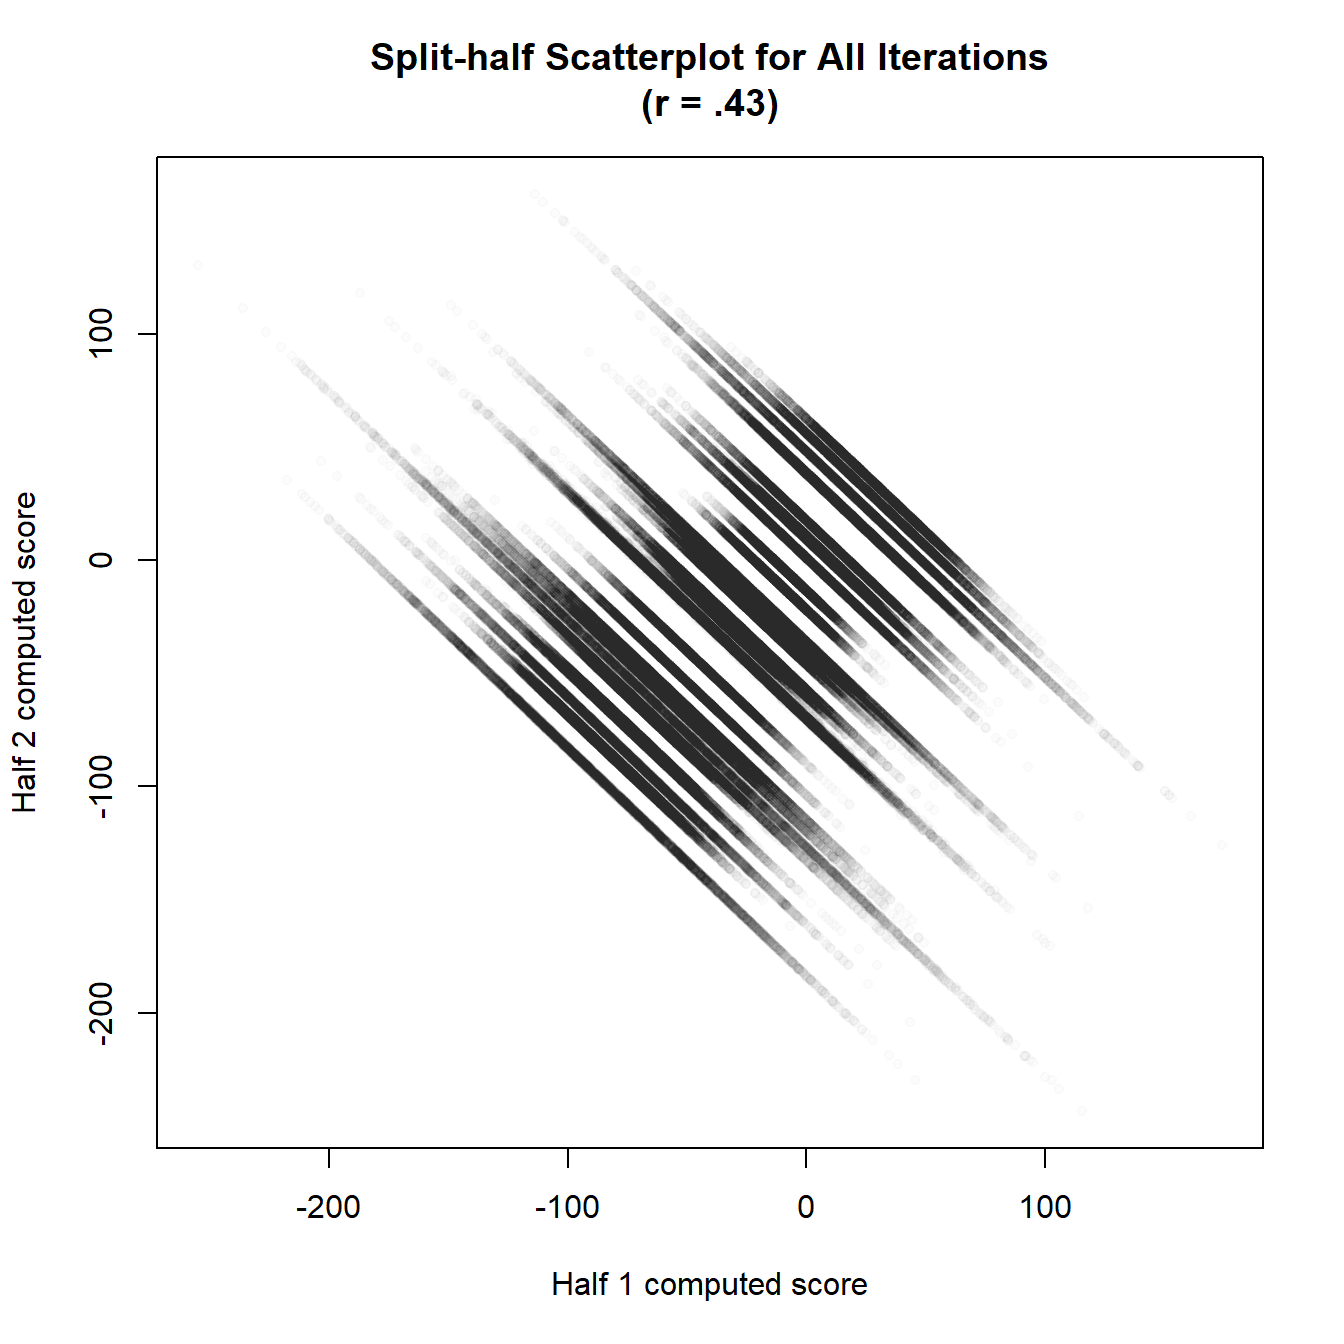 Split-half Scatterplot for All Iterations
(r = .43)
100
0
-100
-200
Half 2 computed score
-200 -100 0 100
Half 1 computed score